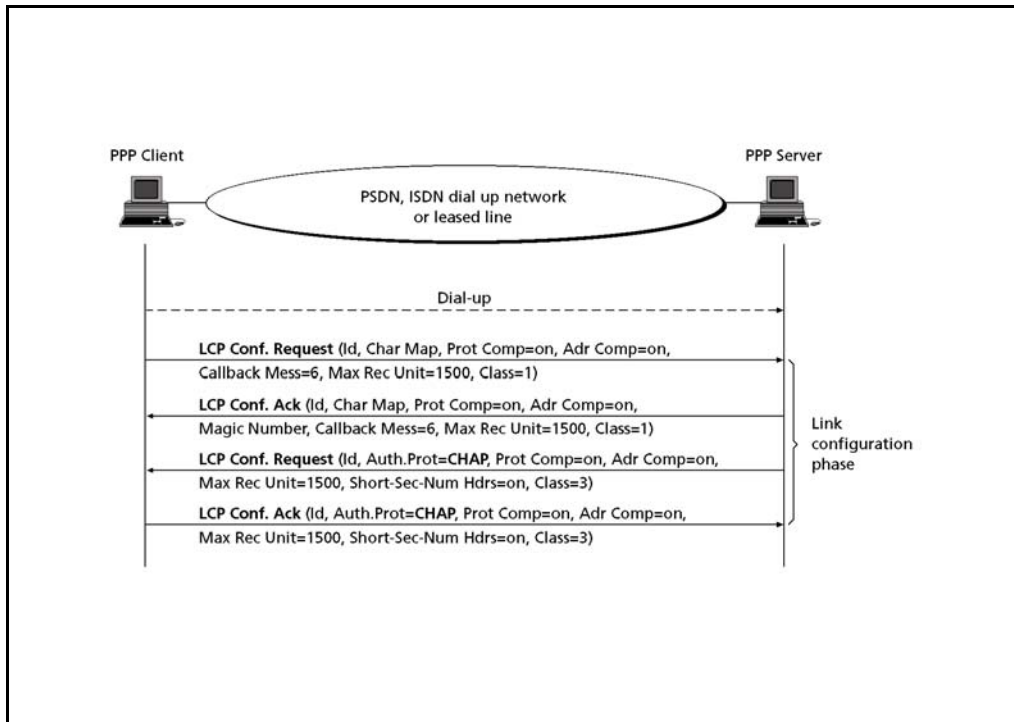 PPP Client
PPP Server
PSDN, ISDN dial up network
or leased line
Dial-up
LCP Conf. Request (Id, Char Map, Prot Comp=on, Adr Comp=on,
Callback Mess=6, Max Rec Unit=1500, Class=1)
LCP Conf. Ack (Id, Char Map, Prot Comp=on, Adr Comp=on,
Magic Number, Callback Mess=6, Max Rec Unit=1500, Class=1)
LCP Conf. Request (Id, Auth.Prot=CHAP, Prot Comp=on, Adr Comp=on,
Max Rec Unit=1500, Short-Sec-Num Hdrs=on, Class=3)
LCP Conf. Ack (Id, Auth.Prot=CHAP, Prot Comp=on, Adr Comp=on,
Max Rec Unit=1500, Short-Sec-Num Hdrs=on, Class=3)
Link
configuration
phase